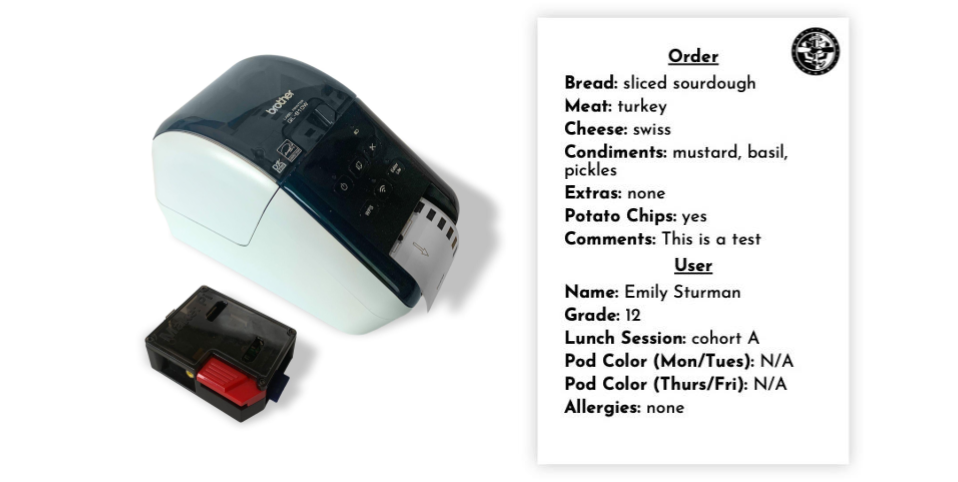 brother
Order
Bread: sliced sourdough
Meat: turkey
Cheese: swiss
Condiments: mustard, basil,
pickles
Extras: none
Potato Chips: yes
Comments: This is a test
User
Name: Emily Sturman
Grade: 12
Lunch Session: cohort A
Pod Color (Mon/Tues): N/A
Pod Color (Thurs/Fri): N/A
Allergies: none